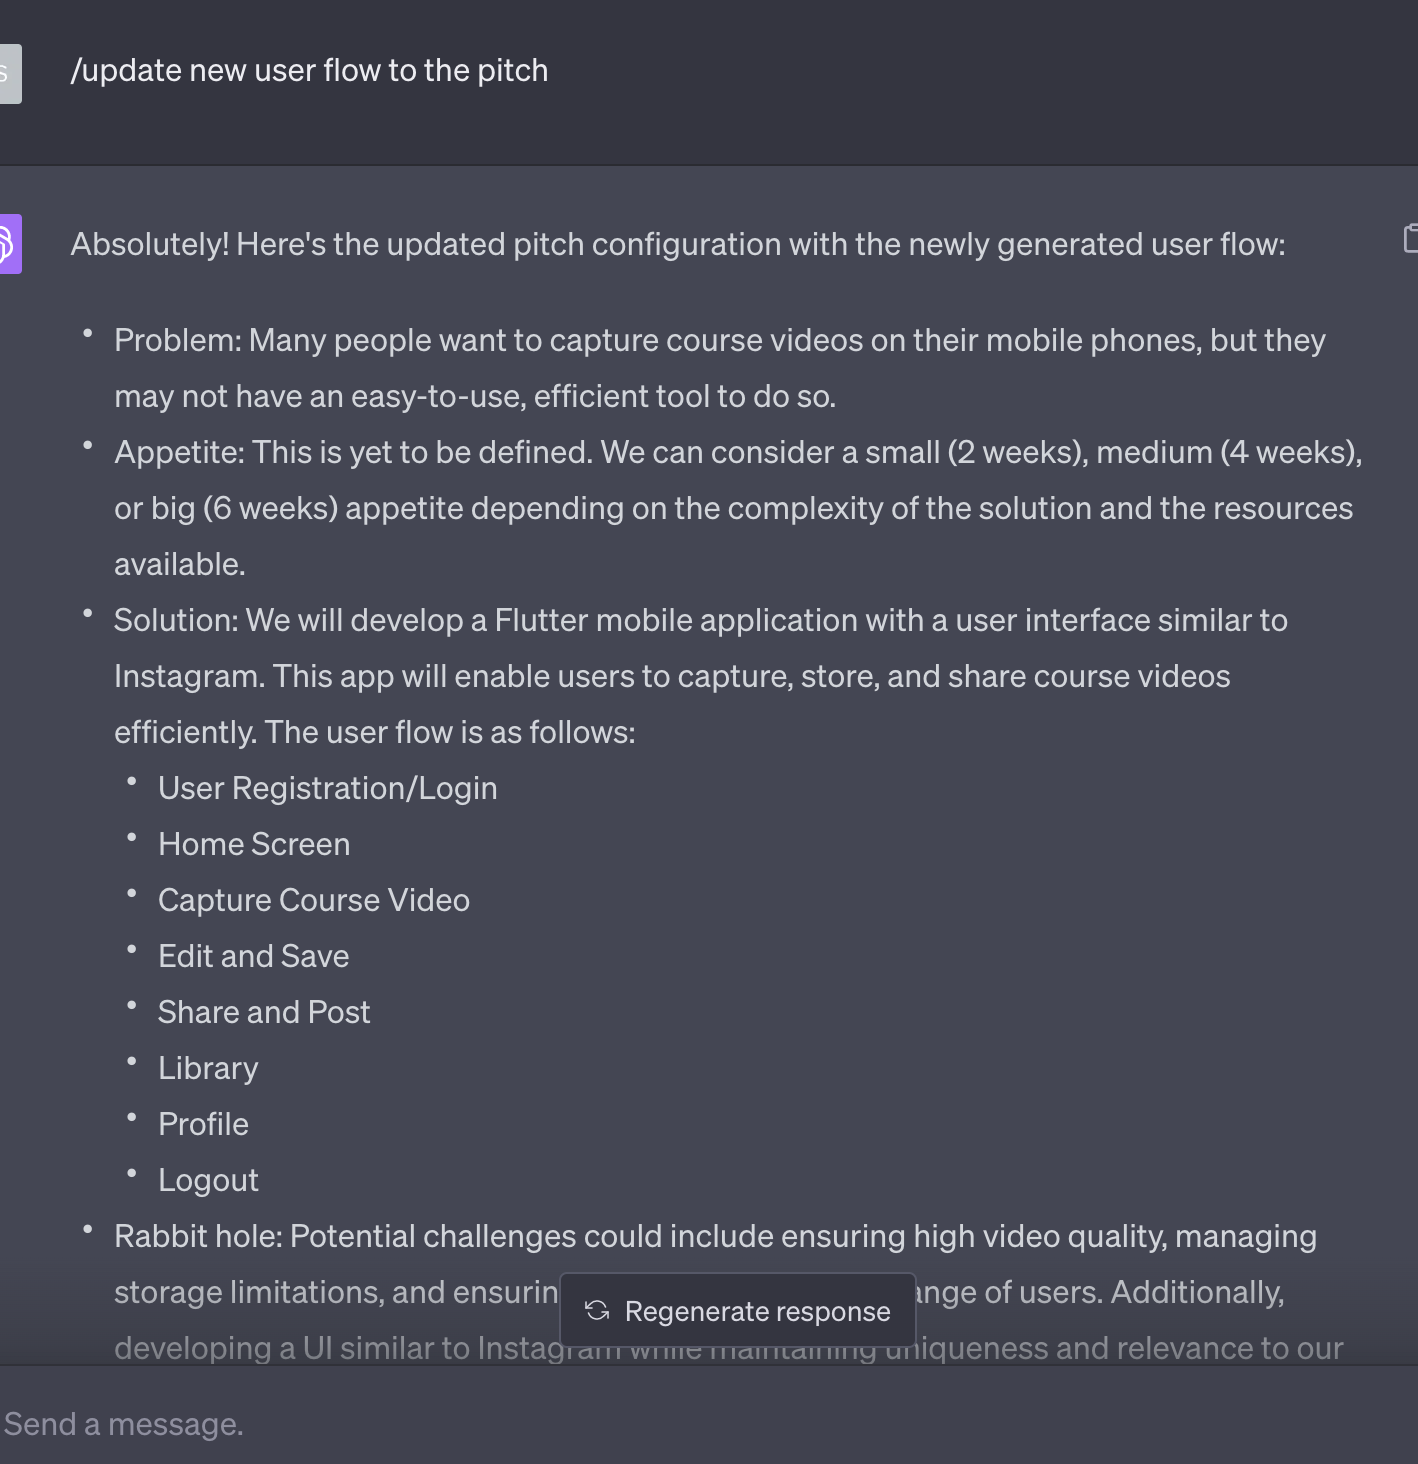 S
/update new user flow to the pitch
Absolutely! Here's the updated pitch configuration with the newly generated user flow:
• Problem: Many people want to capture course videos on their mobile phones, but they
may not have an easy-to-use, efficient tool to do so.
• Appetite: This is yet to be defined. We can consider a small (2 weeks), medium (4 weeks),
or big (6 weeks) appetite depending on the complexity of the solution and the resources
available.
• Solution: We will develop a Flutter mobile application with a user interface similar to
Instagram. This app will enable users to capture, store, and share course videos
efficiently. The user flow is as follows:
• User Registration/Login
• Home Screen
• Capture Course Video
• Edit and Save
• Share and Post
• Library
• Profile
• Logout
• Rabbit hole: Potential challenges could include ensuring high video quality, managing
storage limitations, and of users. Additionally,
Regenerate response
developing a UI similar to Instagram while maintaining uniqueness and relevance to our
Send a message.